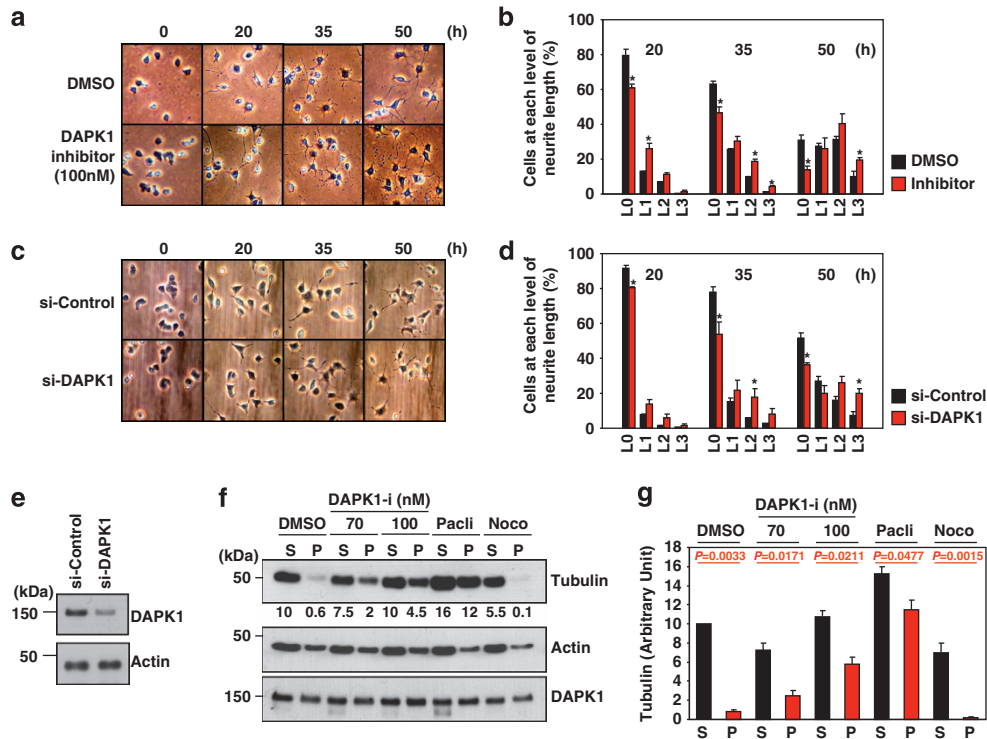 a
0 20 35 50 (h)
DMSO
DAPK1
inhibitor
(100nM)
b
Cells at each level of
neurite length (%)
100
80
60
40
20
0
20 35 50 (h)
* * * * * * * *
L0 L1 L2 L3 L0 L1 L2 L3 L0 L1 L2 L3
DMSO
Inhibitor
c
0 20 35 50 (h)
si-Control
si-DAPK1
d
Cells at each level of
neurite length (%)
100
80
60
40
20
0
20 35 50 (h)
* * * * *
L0 L1 L2 L3 L0 L1 L2 L3 L0 L1 L2 L3
si-Control
si-DAPK1
e
si-Control si-DAPK1
(kDa)
150 DAPK1
50 Actin
f
DAPK1-i (nM)
DMSO 70 100 Pacli Noco
(kDa) S P S P S P S P S P
50 Tubulin
10 0.6 7.5 2 10 4.5 16 12 5.5 0.1
50 Actin
150 DAPK1
g
DAPK1-i (nM)
DMSO 70 100 Pacli Noco
P=0.0033 P=0.0171 P=0.0211 P=0.0477 P=0.0015
Tubulin (Arbitrary Unit)
18
16
14
12
10
8
6
4
2
0
S P S P S P S P S P